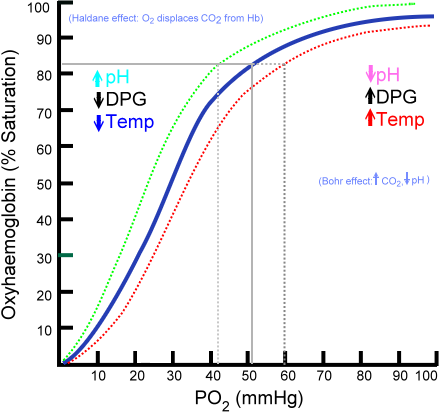 100
90
80
70
60
50
40
30
20
10
Oxyhaemoglobin (% Saturation)
(Haldane effect: O2 displaces CO2 from Hb)
↑pH
↓DPG
↓Temp
↓pH
↑DPG
↑Temp
(Bohr effect:↑ CO2,↓pH)
10 20 30 40 50 60 70 80 90 100
PO2 (mmHg)